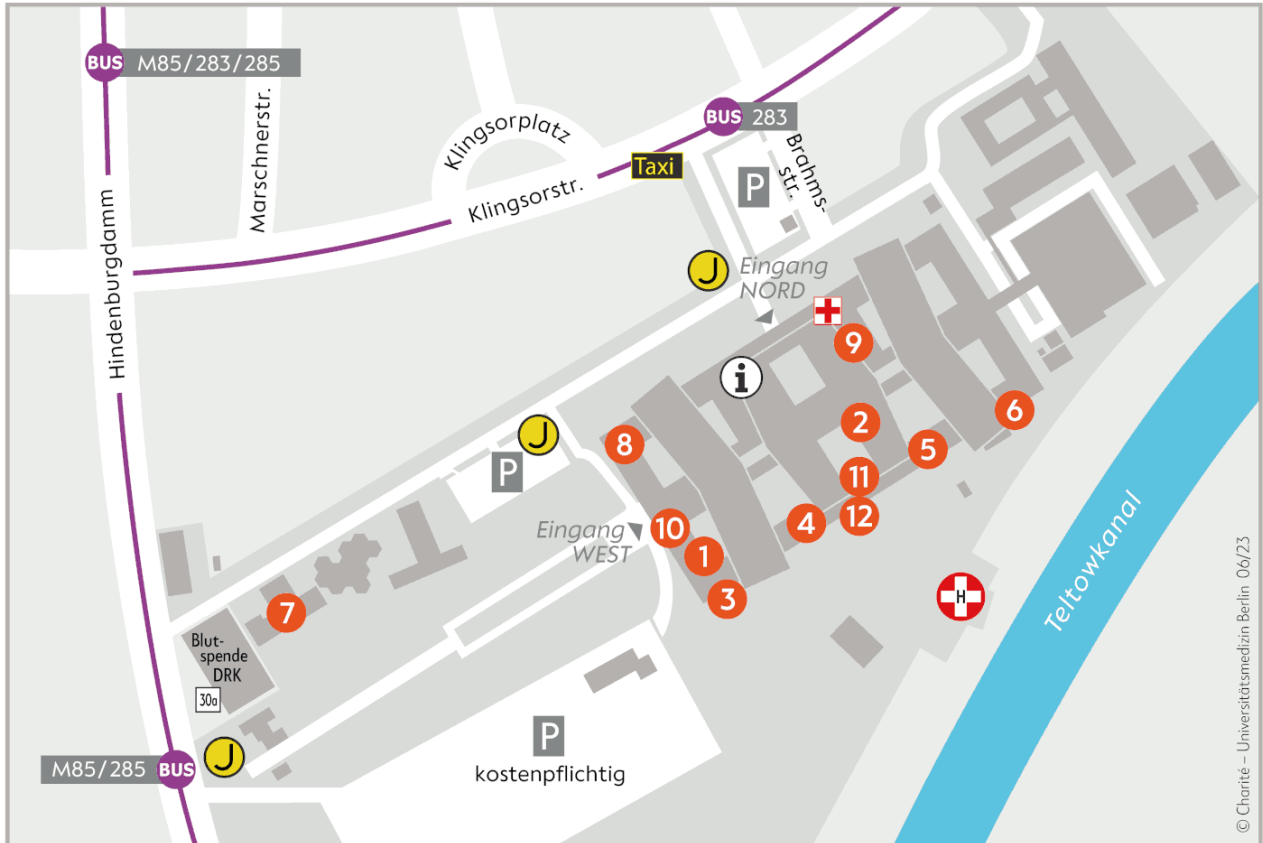 BUS M85/283/285
Marschnerstr.
Klingsorplatz
BUS 283
Taxi
Klingsorstr.
P
Brahms-
str.
Hindenburgdamm
J
Eingang
NORD
9
i
6
2
8
J
5
P
11
Eingang
WEST
10
4
12
1
3
H
7
Teltowkanal
Blut-
spende
DRK
30a
J
P
kostenpflichtig
M85/285 BUS
© Charité – Universitätsmedizin Berlin 06/23